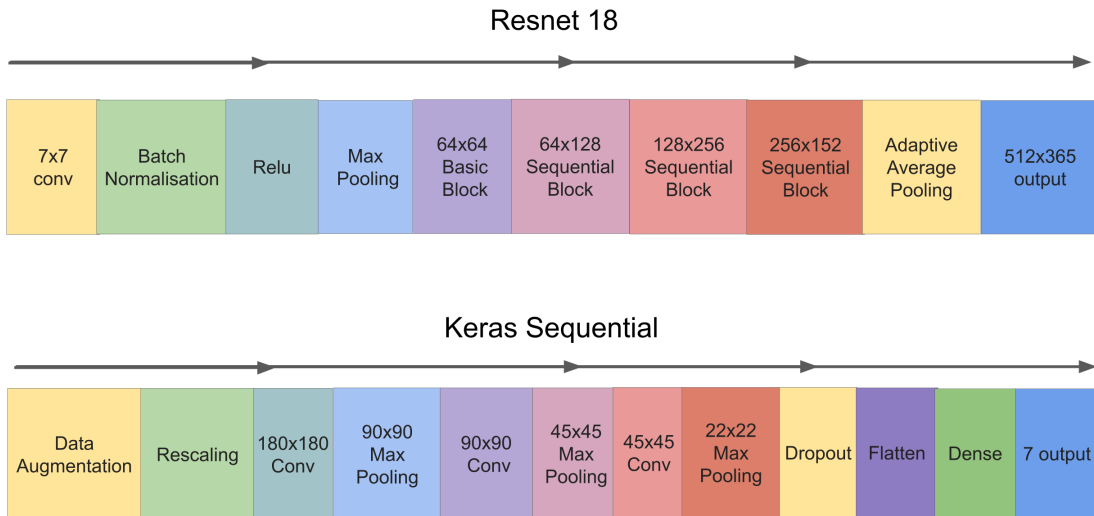 Resnet 18
7x7
conv
Batch
Normalisation
Relu
Max
Pooling
64x64
Basic
Block
64x128
Sequential
Block
128x256
Sequential
Block
256x152
Sequential
Block
Adaptive
Average
Pooling
512x365
output
Keras Sequential
Data
Augmentation
Rescaling
180x180
Conv
90x90
Max
Pooling
90x90
Conv
45x45
Max
Pooling
45x45
Conv
22x22
Max
Pooling
Dropout
Flatten
Dense
7 output